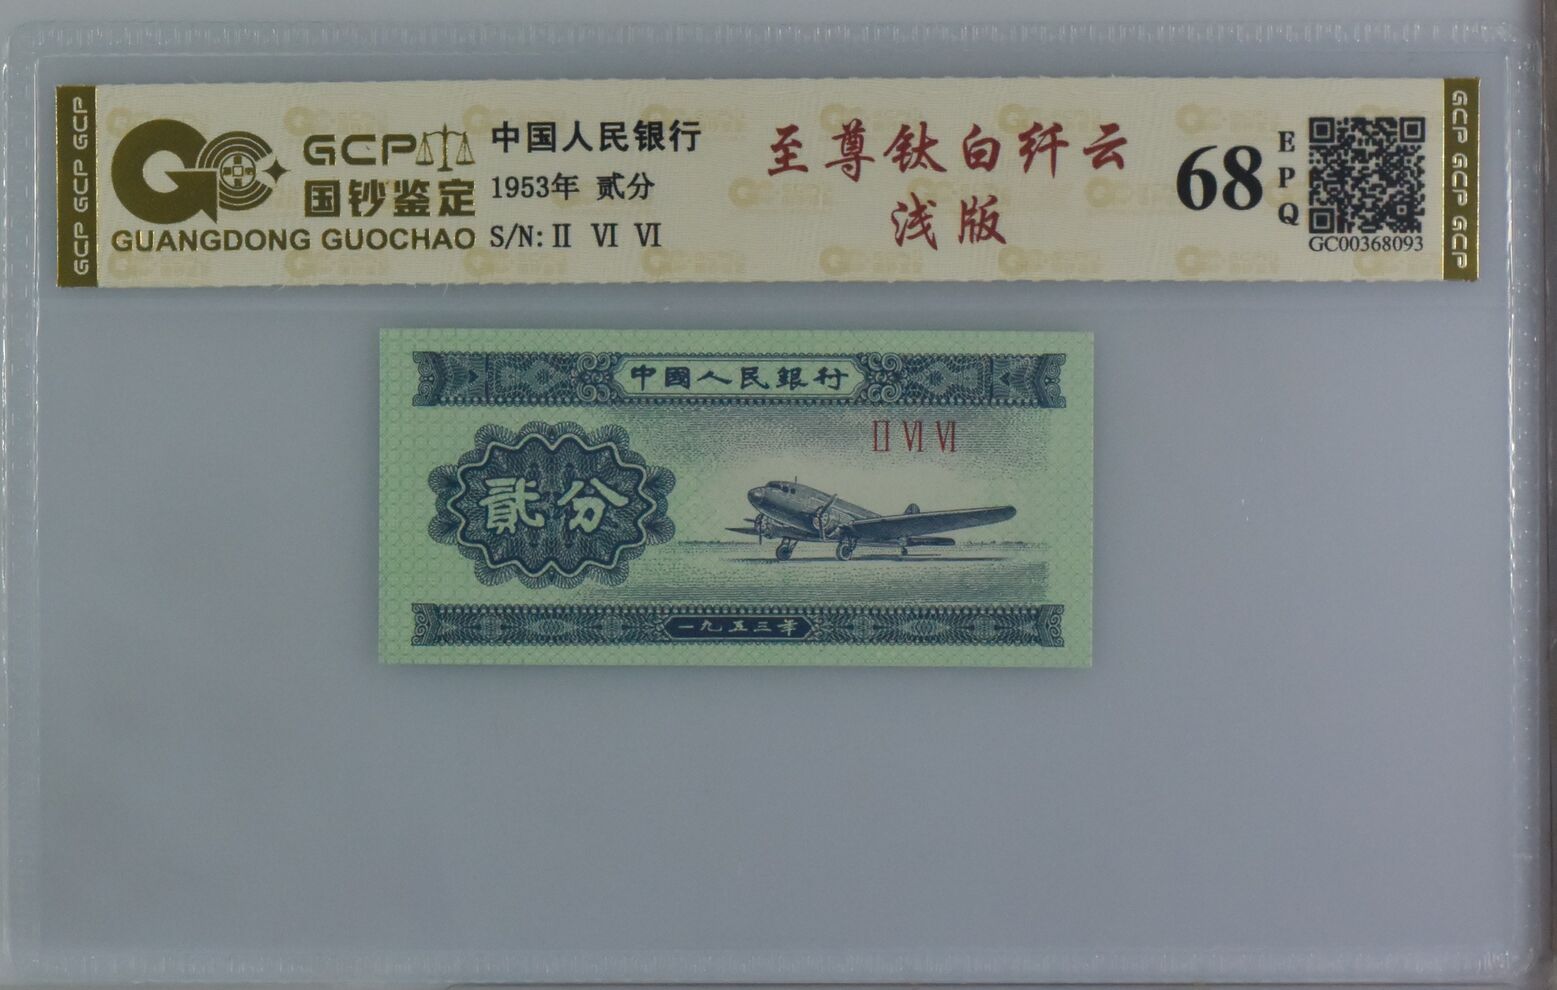 GCP
国钞鉴定
GUANGDONG GUOCHAO
中国人民银行
1953年 贰分
S/N: II VI VI
至尊钛白纤云
浅版
68
EPQ
GC00368093
GCP GCP GCP
GCP GCP GCP
中國人民銀行
II VI VI
貳分
一九五三年